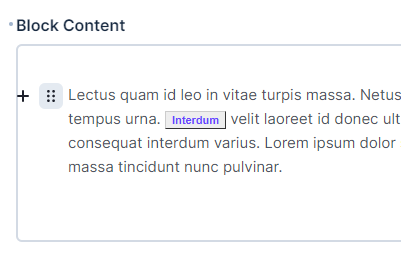 Block Content
Lectus quam id leo in vitae turpis massa. Netus
tempus urna. Interdum velit laoreet id donec ult
consequat interdum varius. Lorem ipsum dolor
massa tincidunt nunc pulvinar.